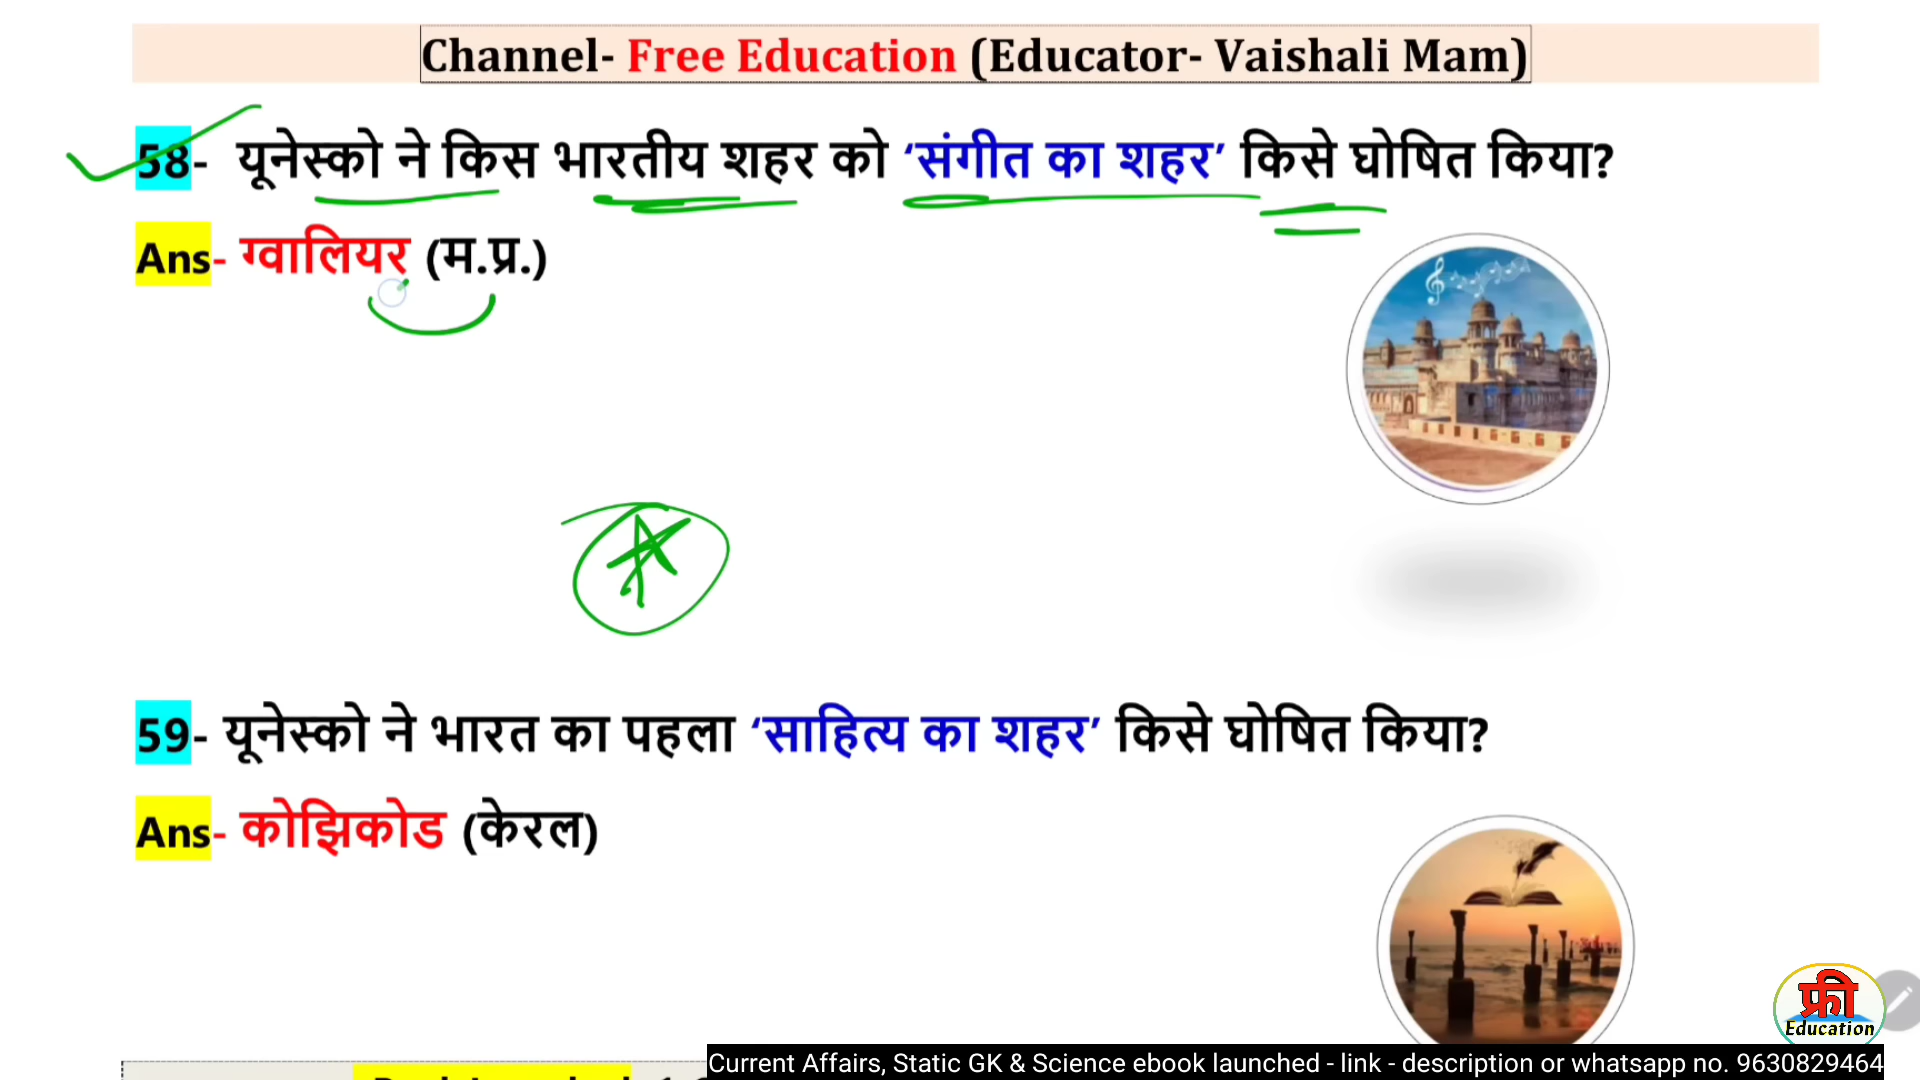 Channel- Free Education (Educator- Vaishali Mam)
58- यूनेस्को ने किस भारतीय शहर को ‘संगीत का शहर’ किसे घोषित किया?
Ans- ग्वालियर (म.प्र.)
59- यूनेस्को ने भारत का पहला ‘साहित्य का शहर’ किसे घोषित किया?
Ans- कोझिकोड (केरल)
फ्री
Education
Current Affairs, Static GK & Science ebook launched - link - description or whatsapp no. 9630829464